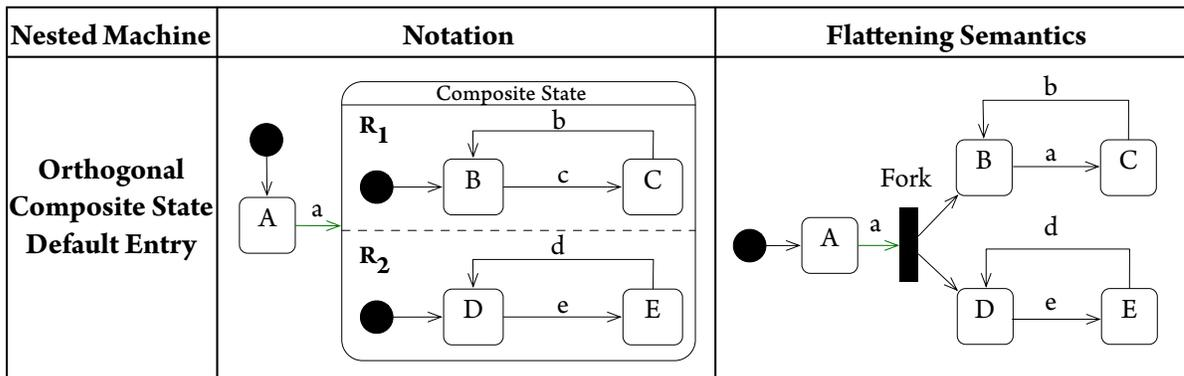 Nested Machine
Notation
Flattening Semantics
Orthogonal
Composite State
Default Entry
A
a
Composite State
R1
b
B
c
C
R2
d
D
e
E
A
a
Fork
b
B
a
C
d
D
e
E